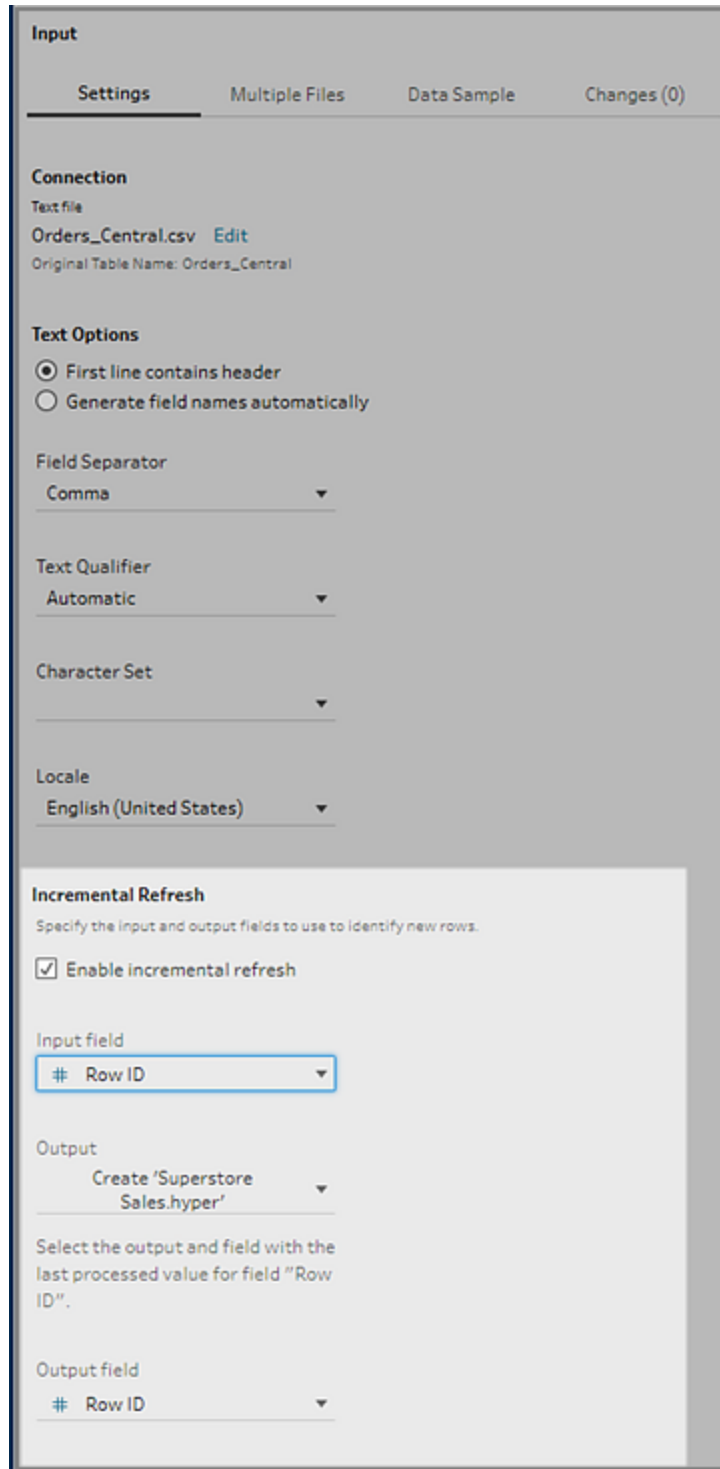 Input
Settings Multiple Files Data Sample Changes (0)
Connection
Text file
Orders_Central.csv Edit
Original Table Name: Orders_Central
Text Options
First line contains header
Generate field names automatically
Field Separator
Comma
Text Qualifier
Automatic
Character Set
Locale
English (United States)
Incremental Refresh
Specify the input and output fields to use to identify new rows.
Enable incremental refresh
Input field
# Row ID
Output
Create 'Superstore
Sales.hyper'
Select the output and field with the
last processed value for field "Row
ID".
Output field
# Row ID